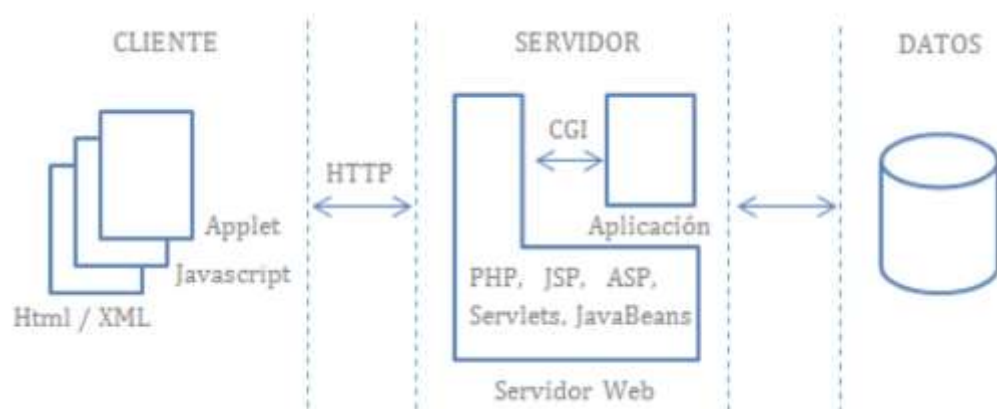 CLIENTE
SERVIDOR
DATOS
CGI
HTTP
Applet
Aplicación
Javascript
PHP, JSP, ASP,
Html / XML
Servlets, JavaBeans
Servidor Web